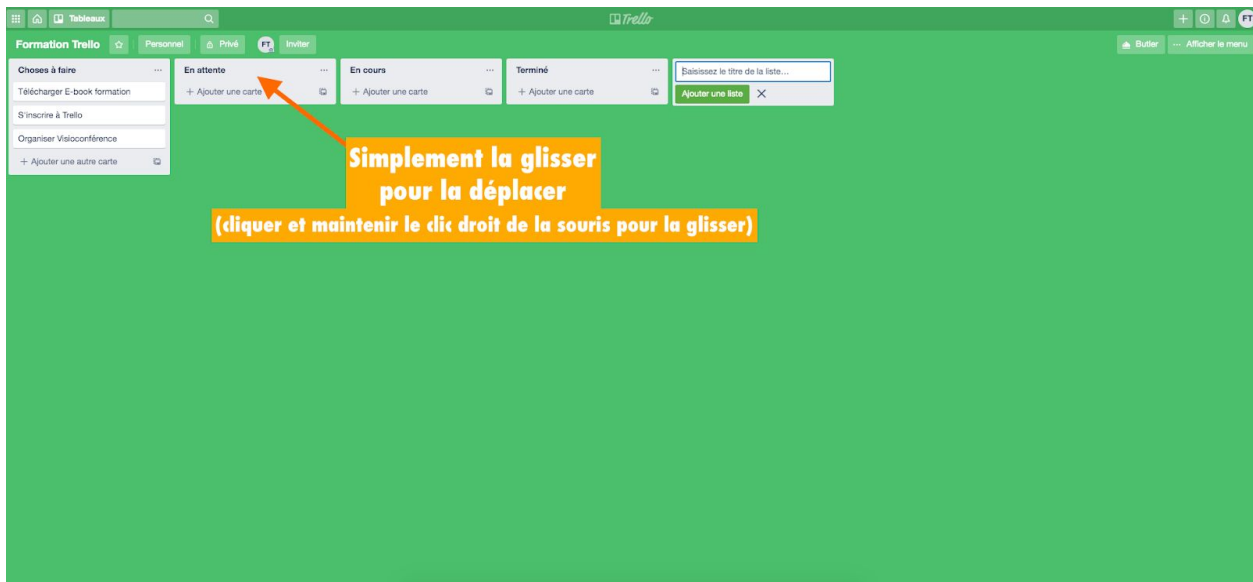 Tableaux
Trello
FT
Formation Trello
Personnel
Privé
FT
Inviter
Butler
... Afficher le menu
Choses à faire ...
Télécharger E-book formation
S'inscrire à Trello
Organiser Visioconférence
+ Ajouter une autre carte
En attente ...
+ Ajouter une carte
En cours ...
+ Ajouter une carte
Terminé ...
+ Ajouter une carte
Saisissez le titre de la liste...
Ajouter une liste
Simplement la glisser
pour la déplacer
(cliquer et maintenir le clic droit de la souris pour la glisser)